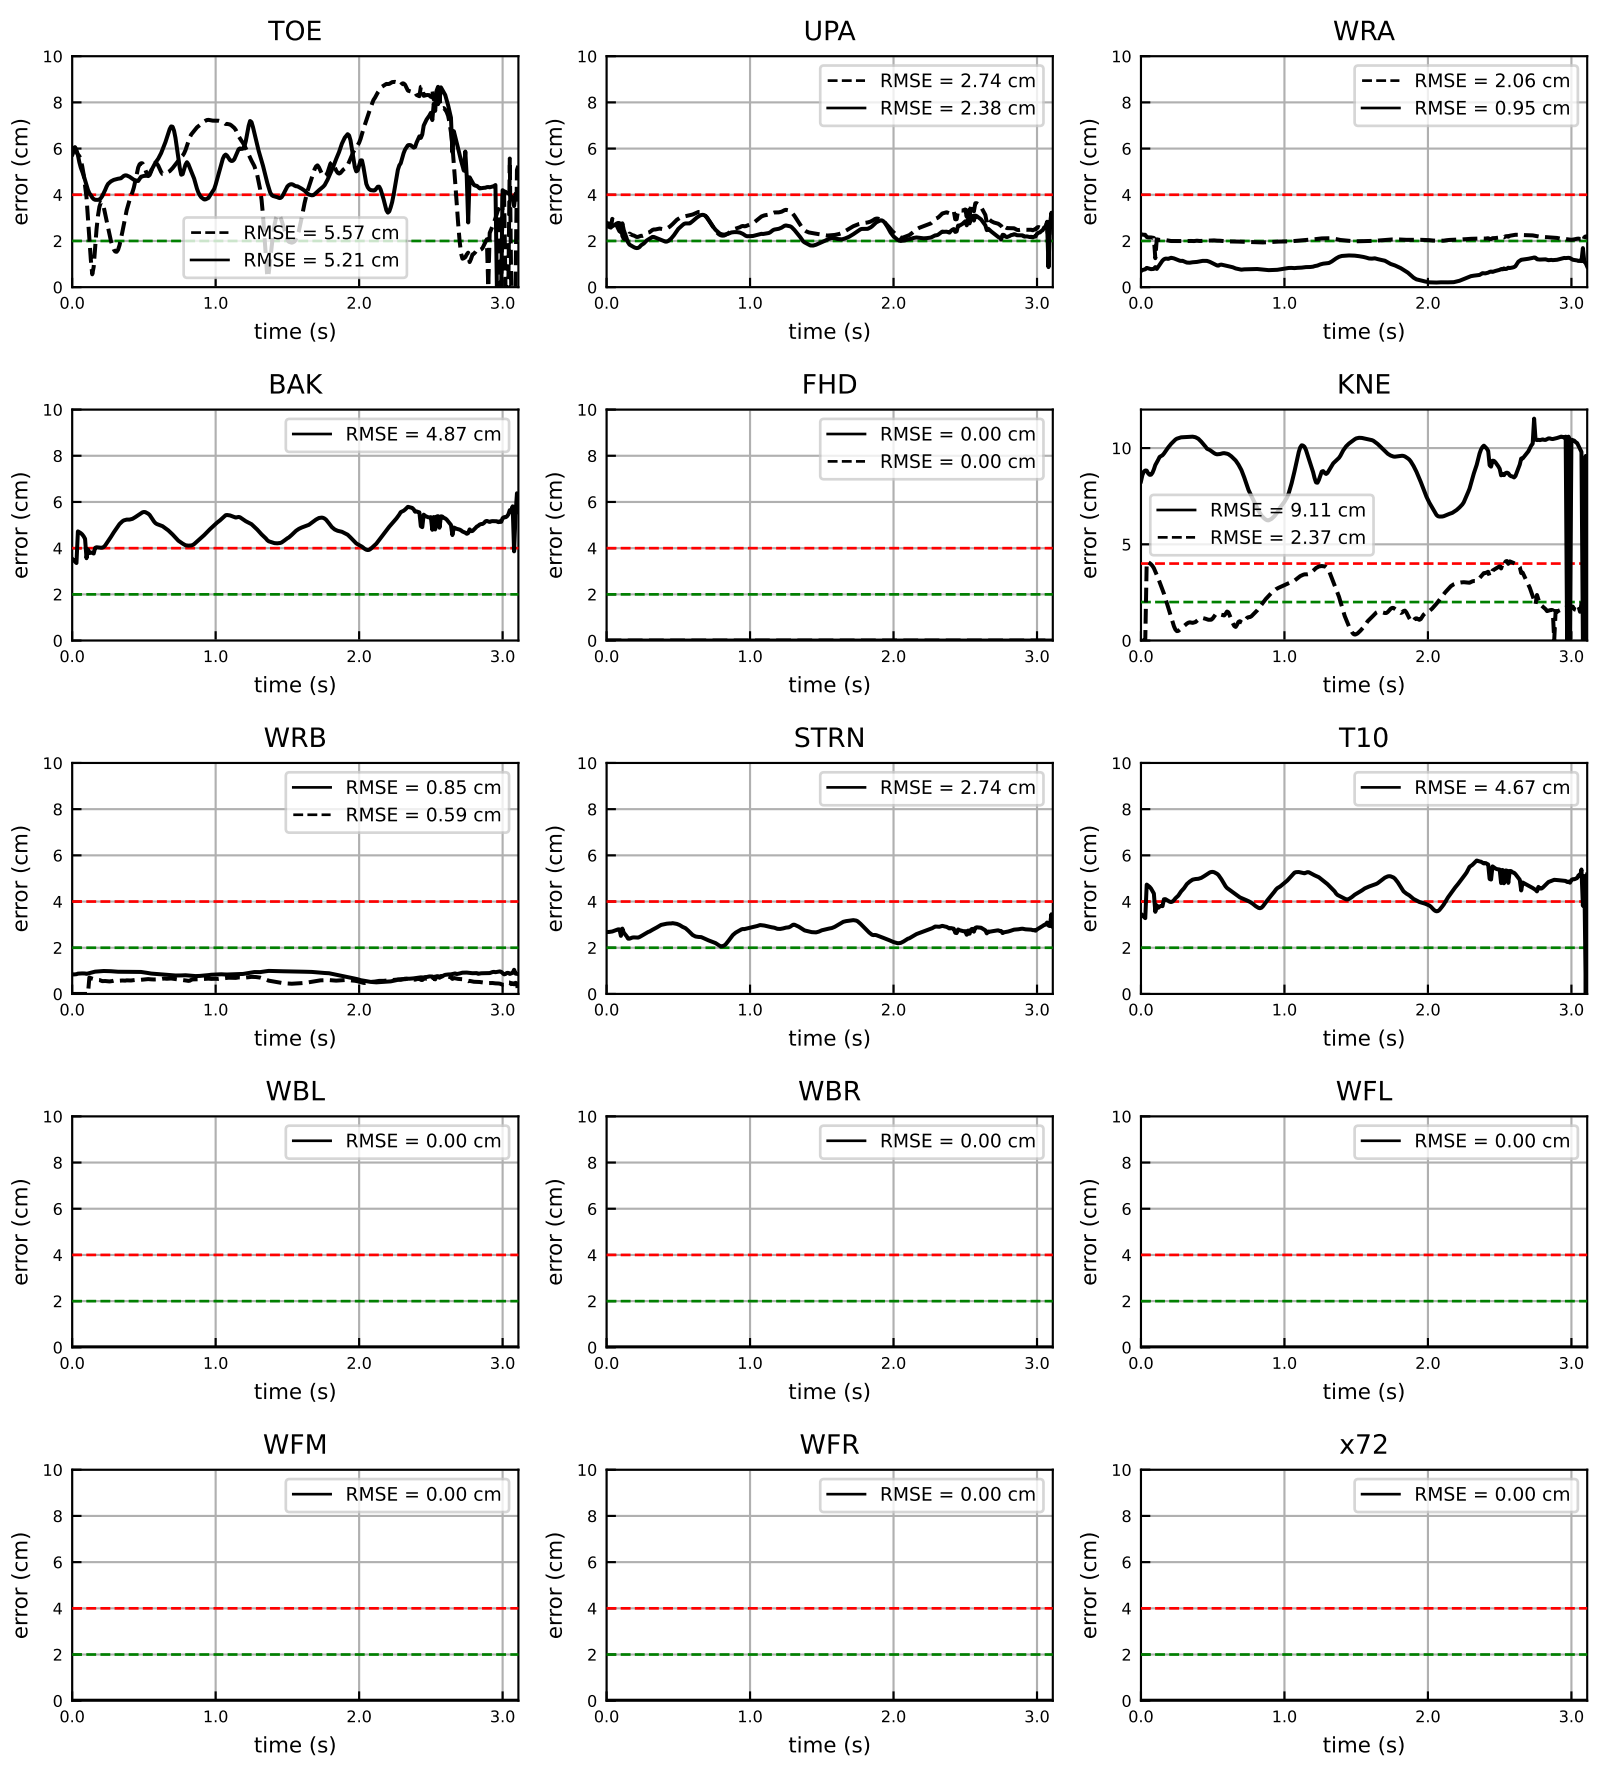 TOE
UPA
WRA
10
8
6
4
2
0
error (cm)
RMSE = 5.57 cm
RMSE = 5.21 cm
0.0 1.0 2.0 3.0
time (s)
10
8
6
4
2
0
error (cm)
RMSE = 2.74 cm
RMSE = 2.38 cm
0.0 1.0 2.0 3.0
time (s)
10
8
6
4
2
0
error (cm)
RMSE = 2.06 cm
RMSE = 0.95 cm
0.0 1.0 2.0 3.0
time (s)
BAK
FHD
KNE
10
8
6
4
2
0
error (cm)
RMSE = 4.87 cm
0.0 1.0 2.0 3.0
time (s)
10
8
6
4
2
0
error (cm)
RMSE = 0.00 cm
RMSE = 0.00 cm
0.0 1.0 2.0 3.0
time (s)
10
5
0
error (cm)
RMSE = 9.11 cm
RMSE = 2.37 cm
0.0 1.0 2.0 3.0
time (s)
WRB
STRN
T10
10
8
6
4
2
0
error (cm)
RMSE = 0.85 cm
RMSE = 0.59 cm
0.0 1.0 2.0 3.0
time (s)
10
8
6
4
2
0
error (cm)
RMSE = 2.74 cm
0.0 1.0 2.0 3.0
time (s)
10
8
6
4
2
0
error (cm)
RMSE = 4.67 cm
0.0 1.0 2.0 3.0
time (s)
WBL
WBR
WFL
10
8
6
4
2
0
error (cm)
RMSE = 0.00 cm
0.0 1.0 2.0 3.0
time (s)
10
8
6
4
2
0
error (cm)
RMSE = 0.00 cm
0.0 1.0 2.0 3.0
time (s)
10
8
6
4
2
0
error (cm)
RMSE = 0.00 cm
0.0 1.0 2.0 3.0
time (s)
WFM
WFR
x72
10
8
6
4
2
0
error (cm)
RMSE = 0.00 cm
0.0 1.0 2.0 3.0
time (s)
10
8
6
4
2
0
error (cm)
RMSE = 0.00 cm
0.0 1.0 2.0 3.0
time (s)
10
8
6
4
2
0
error (cm)
RMSE = 0.00 cm
0.0 1.0 2.0 3.0
time (s)